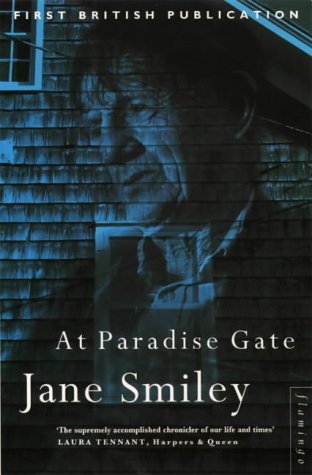 FIRST BRITISH PUBLICATION
At Paradise Gate
Jane Smiley
'The supremely accomplished chronicler of our life and times'
LAURA TENNANT, Harpers & Queen
flamingo